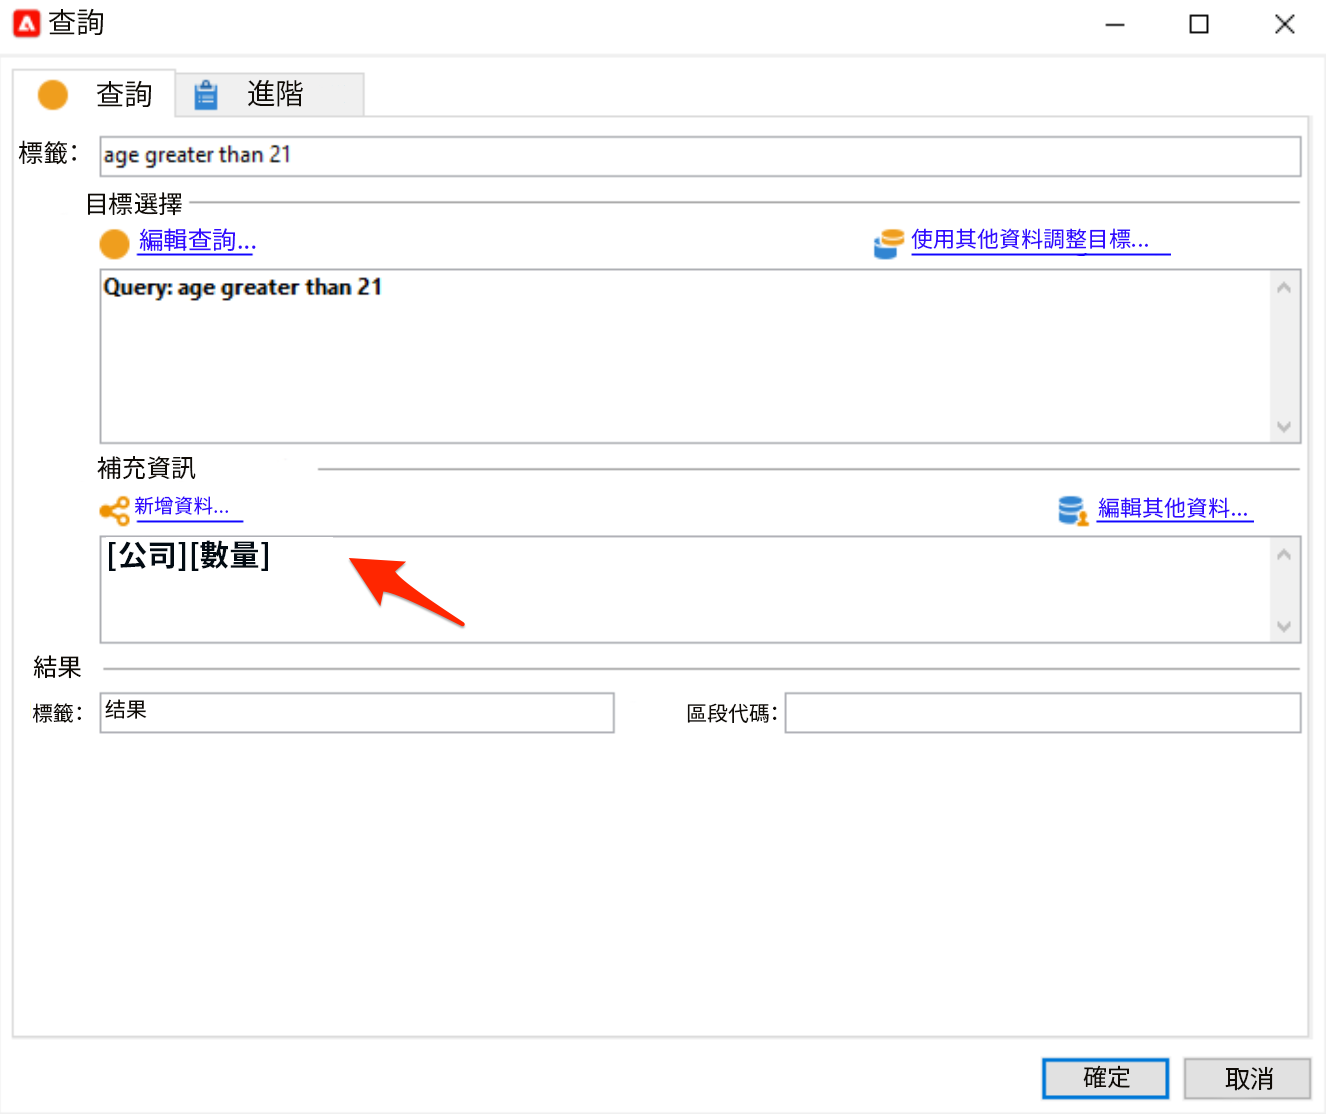 查詢
查詢 進階
標籤： age greater than 21
目標選擇
編輯查詢... 使用其他資料調整目標...
Query: age greater than 21
補充資訊
新增資料... 編輯其他資料...
[公司][數量]
結果
標籤： 结果 區段代碼：
確定 取消